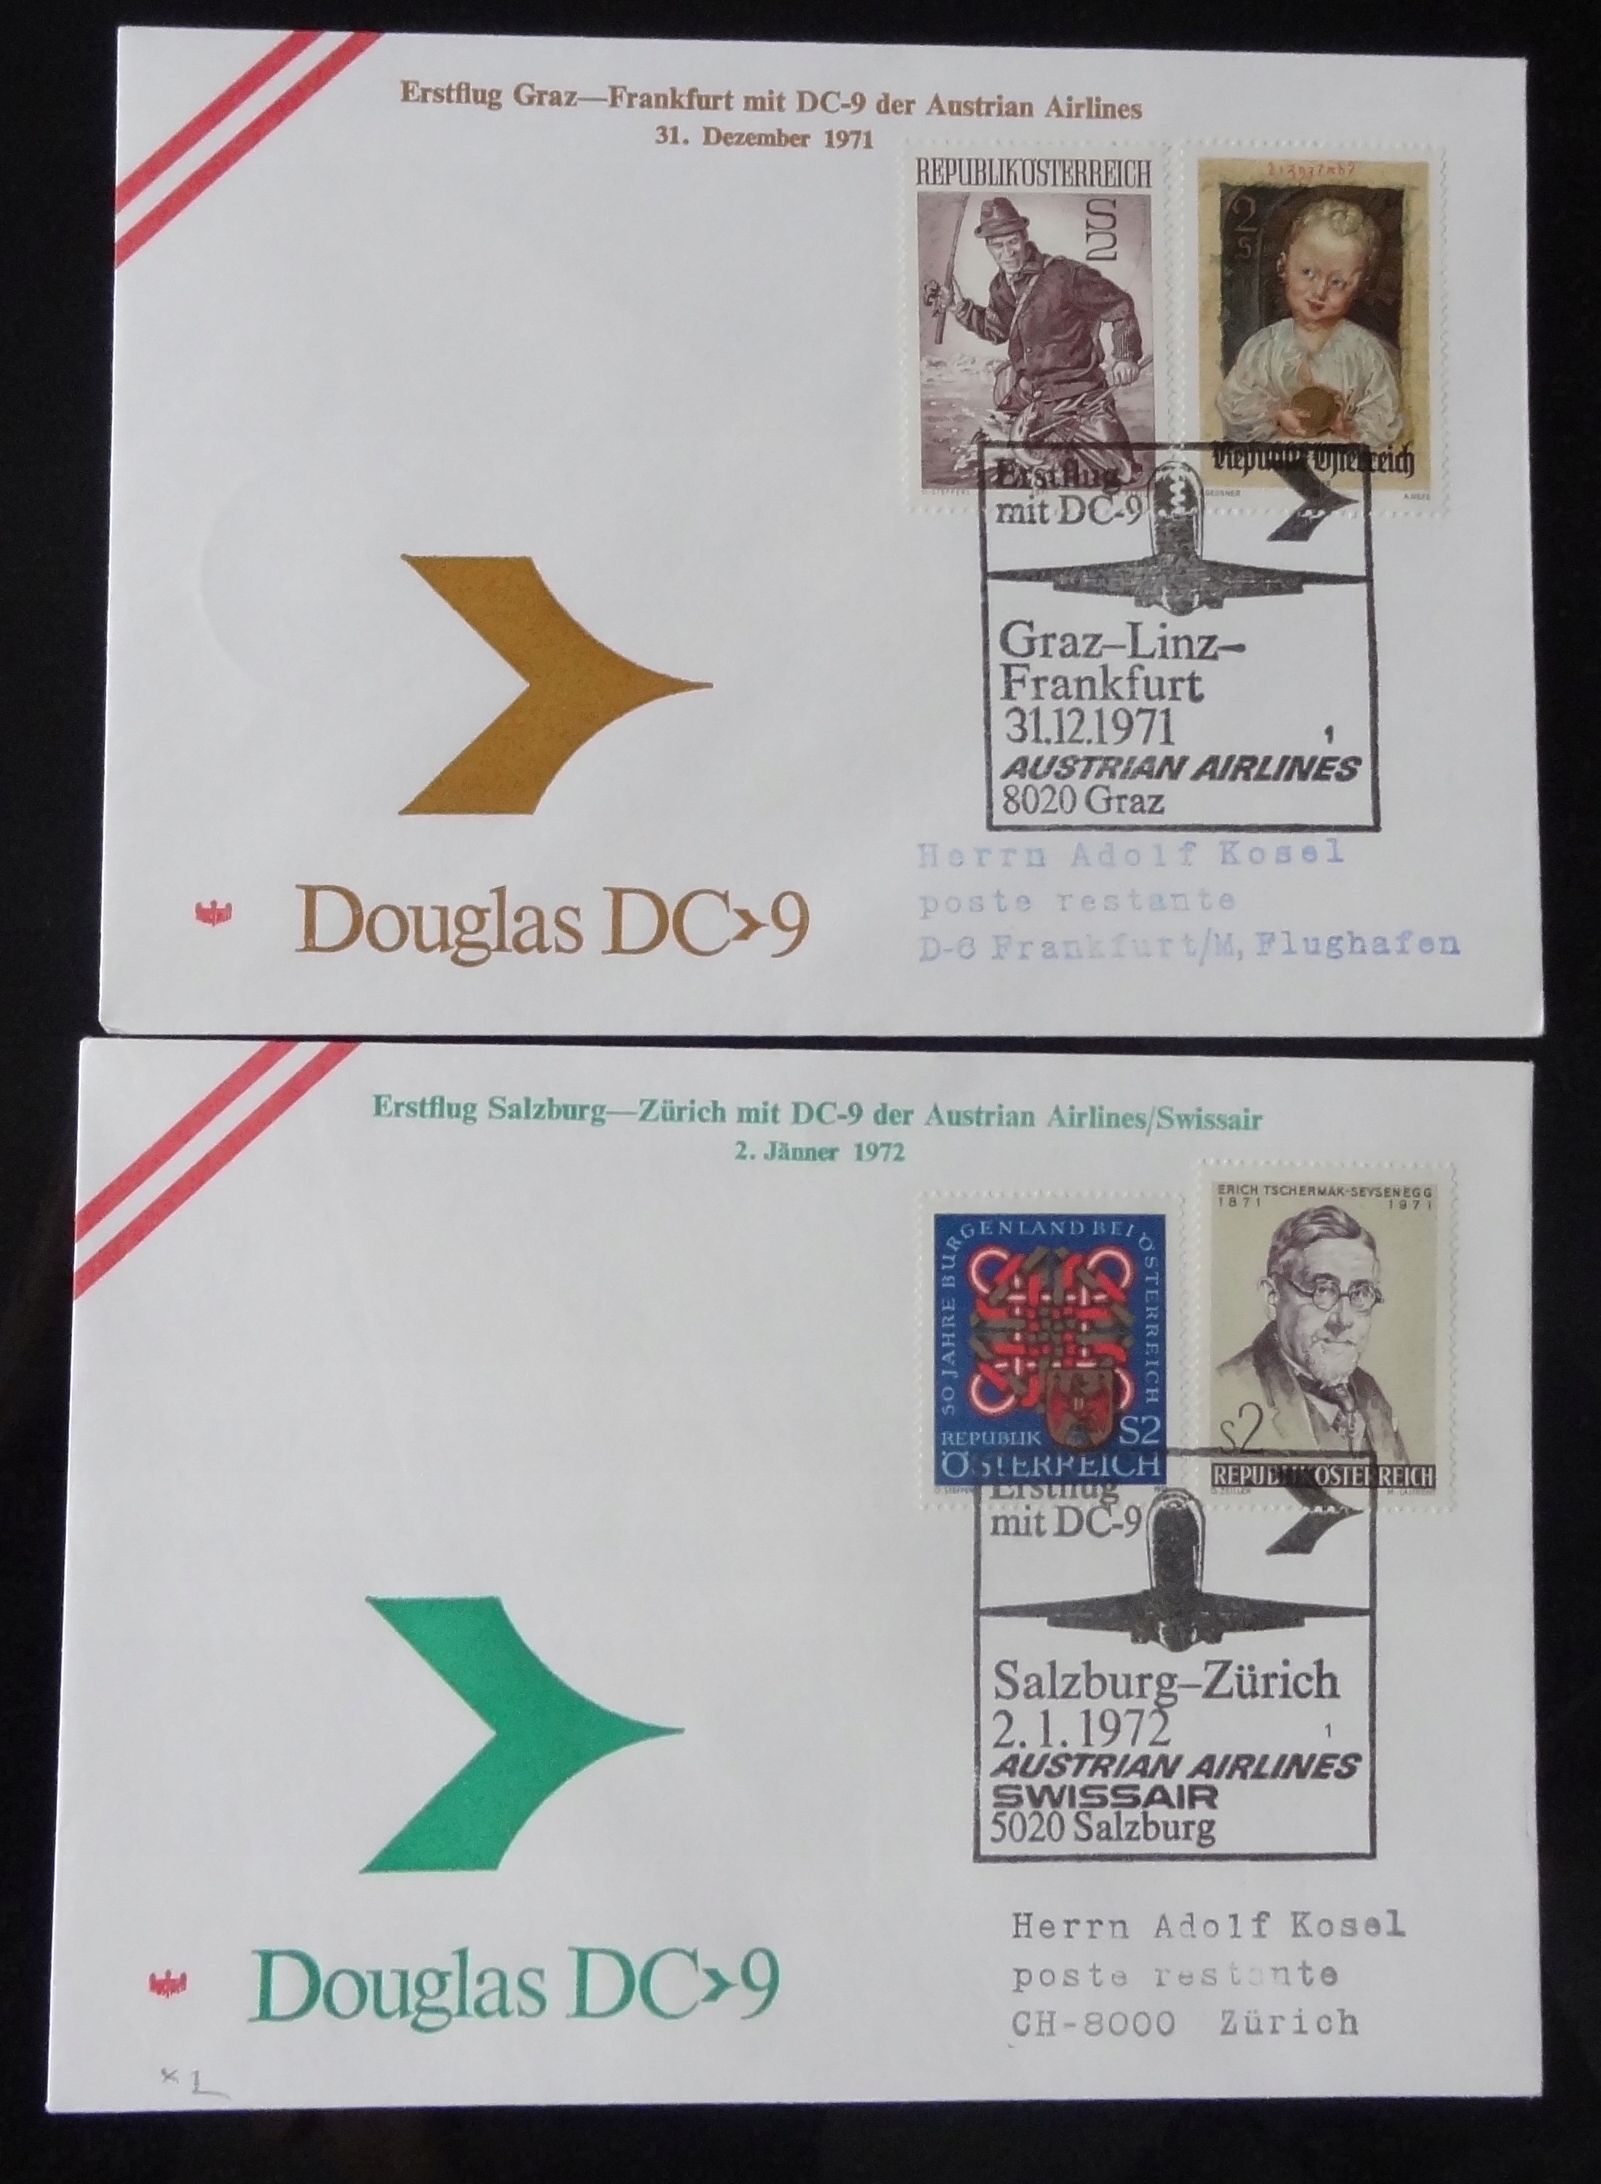 Erstflug Graz—Frankfurt mit DC-9 der Austrian Airlines
31. Dezember 1971
REPUBLIK ÖSTERREICH
S2
2
S
Republik Österreich
Erstflug
mit DC-9
Graz–Linz–
Frankfurt
31.12.1971
1
AUSTRIAN AIRLINES
8020 Graz
Herrn Adolf Kosel
poste restante
D-6 Frankfurt/M, Flughafen
Douglas DC 9
Erstflug Salzburg—Zürich mit DC-9 der Austrian Airlines/Swissair
2. Jänner 1972
50 JAHRE BURGENLAND BEI ÖSTERREICH
REPUBLIK S2
ÖSTERREICH
ERICH TSCHERMAK-SEYSENEGG
1871 1971
S2
REPUBLIK ÖSTERREICH
Erstflug
mit DC-9
Salzburg–Zürich
2.1.1972
1
AUSTRIAN AIRLINES
SWISSAIR
5020 Salzburg
Herrn Adolf Kosel
poste restante
CH-8000 Zürich
Douglas DC 9